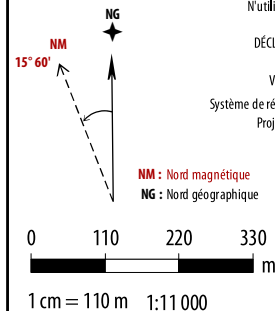 N'utili
NG
DÉCL
NM
15° 60'
V
Système de ré
Proj
NM : Nord magnétique
NG : Nord géographique
0 110 220 330
m
1 cm = 110 m 1:11 000